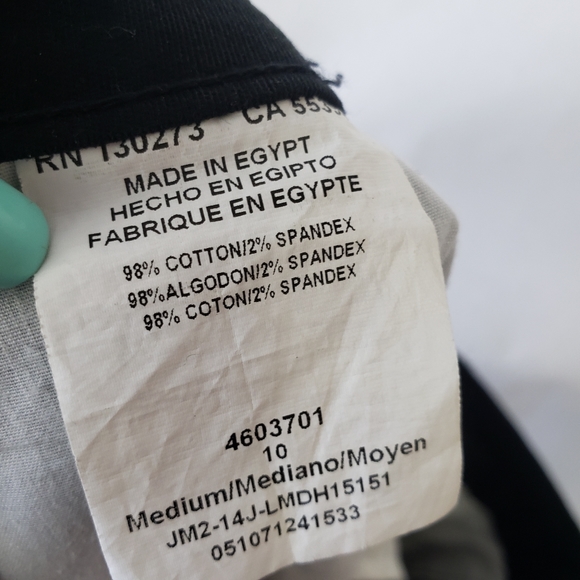 RN 130273 CA
MADE IN EGYPT
HECHO EN EGIPTO
FABRIQUE EN EGYPTE
98% COTTON/2% SPANDEX
98%ALGODON/2% SPANDEX
98% COTON/2% SPANDEX
4603701
10
Medium/Mediano/Moyen
JM2-14J-LMDH15151
051071241533